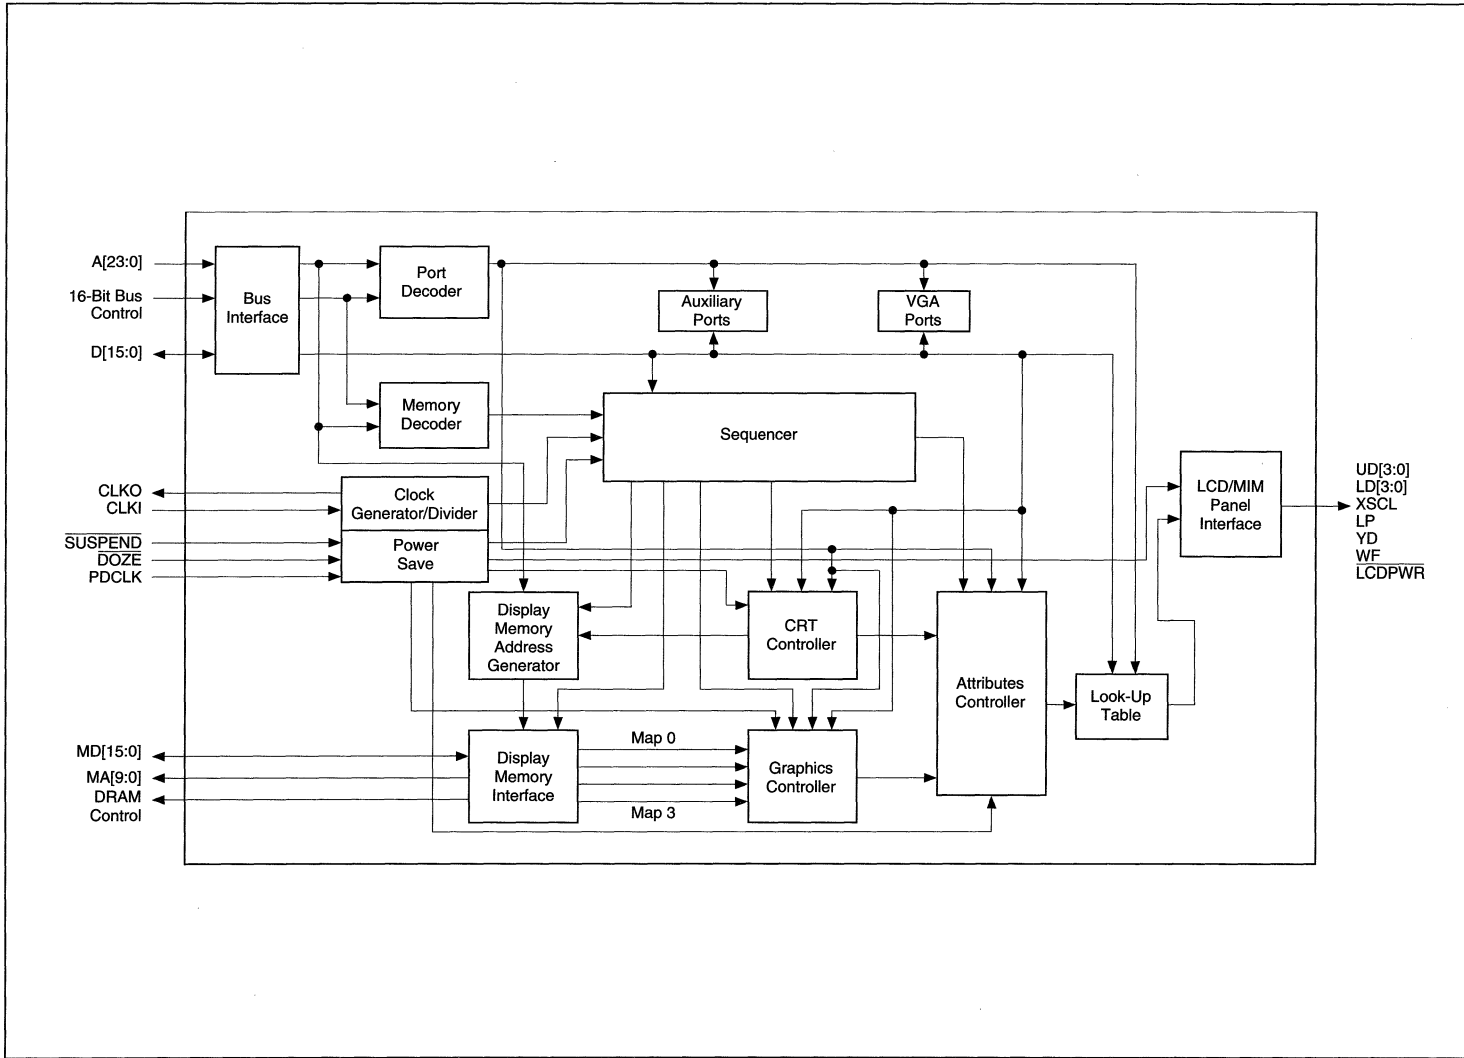 A[23:0]
16-Bit Bus
Control
D[15:0]
Bus
Interface
Port
Decoder
Auxiliary
Ports
VGA
Ports
Memory
Decoder
Sequencer
CLKO
CLKI
SUSPEND
DOZE
PDCLK
Clock
Generator/Divider
Power
Save
LCD/MIM
Panel
Interface
UD[3:0]
LD[3:0]
XSCL
LP
YD
WF
LCDPWR
Display
Memory
Address
Generator
CRT
Controller
Attributes
Controller
Look-Up
Table
MD[15:0]
MA[9:0]
DRAM
Control
Display
Memory
Interface
Map 0
Map 3
Graphics
Controller